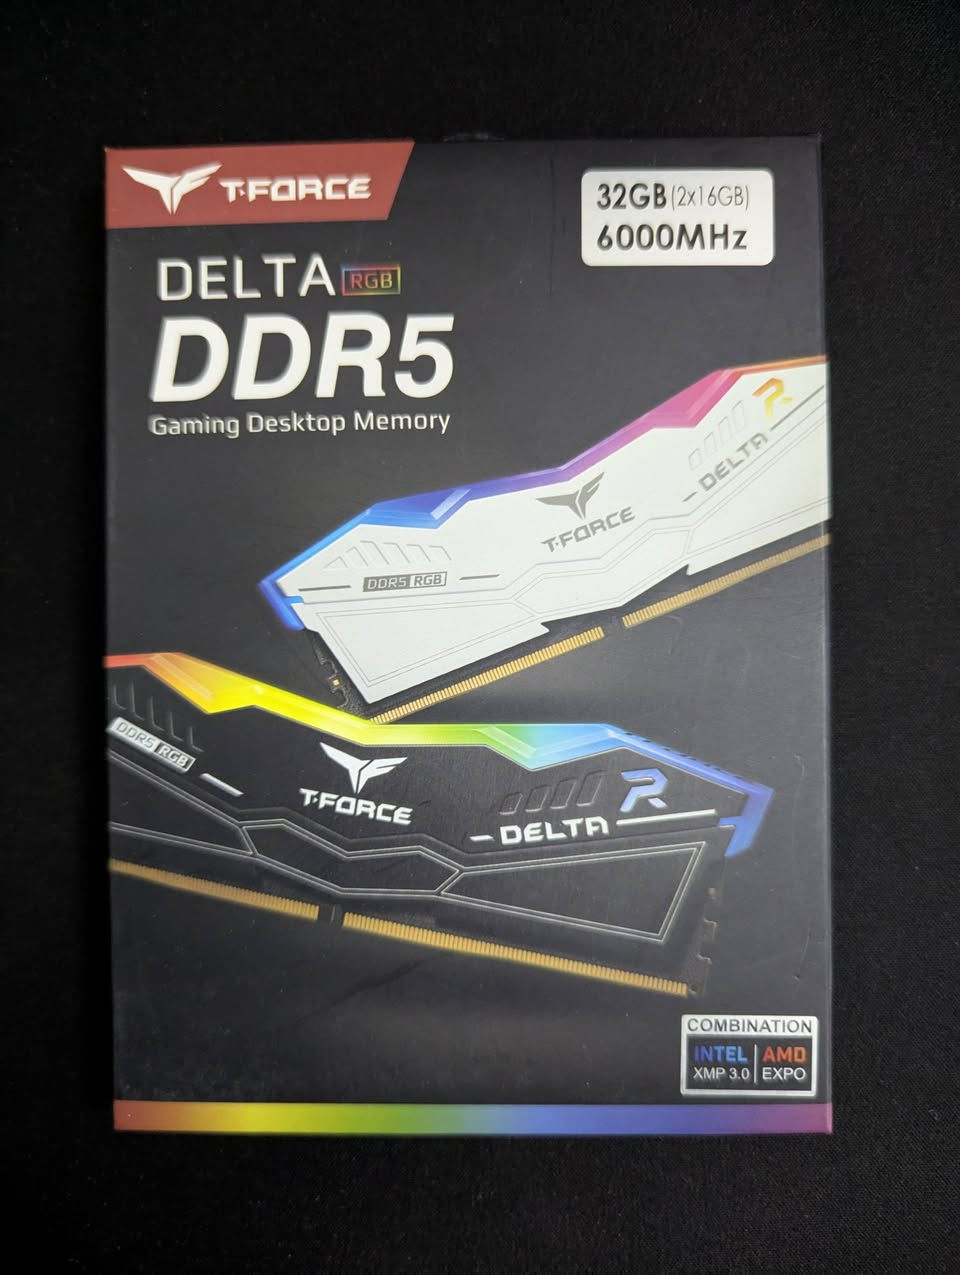 T-FORCE
32GB (2x16GB)
6000MHz
DELTA RGB
DDR5
Gaming Desktop Memory
R
DELTA
T-FORCE
DDR5 RGB
DDR5 RGB
T-FORCE
R
DELTA
COMBINATION
INTEL AMD
XMP 3.0 EXPO